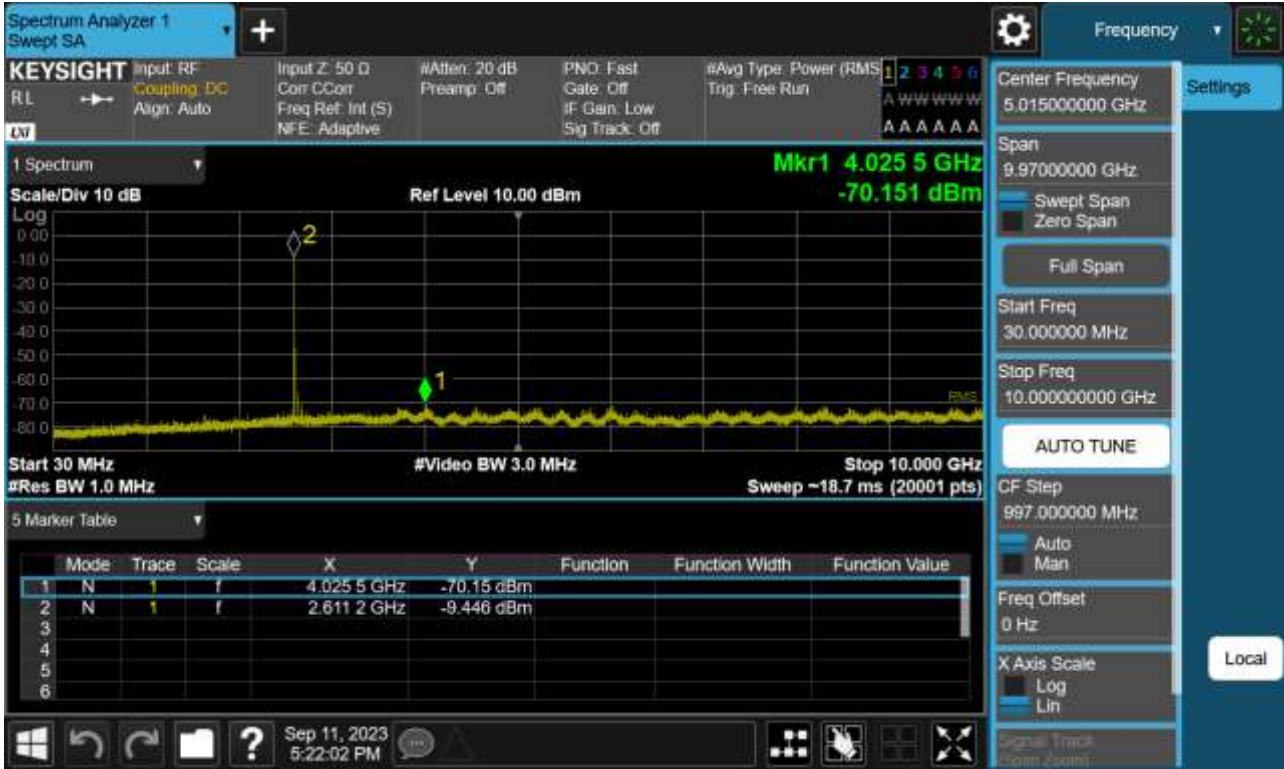 Spectrum Analyzer 1
Swept SA
+
Frequency
KEYSIGHT
RL
LXI
Input: RF
Coupling: DC
Align: Auto
Input Z: 50 Ω
Corr CCorr
Freq Ref: Int (S)
NFE: Adaptive
#Atten: 20 dB
Preamp: Off
PNO: Fast
Gate: Off
IF Gain: Low
Sig Track: Off
#Avg Type: Power (RMS
Trig: Free Run
1 2 3 4 5 6
A W W W W W
A A A A A A
1 Spectrum
Scale/Div 10 dB
Ref Level 10.00 dBm
Mkr1 4.025 5 GHz
-70.151 dBm
Log
0.00
-10.0
-20.0
-30.0
-40.0
-50.0
-60.0
-70.0
-80.0
2
1
RMS
Start 30 MHz
#Video BW 3.0 MHz
Stop 10.000 GHz
#Res BW 1.0 MHz
Sweep ~18.7 ms (20001 pts)
5 Marker Table
Mode Trace Scale X Y Function Function Width Function Value
1 N 1 f 4.025 5 GHz -70.15 dBm
2 N 1 f 2.611 2 GHz -9.446 dBm
3
4
5
6
Sep 11, 2023
5:22:02 PM
?
Center Frequency
5.015000000 GHz
Settings
Span
9.97000000 GHz
Swept Span
Zero Span
Full Span
Start Freq
30.000000 MHz
Stop Freq
10.000000000 GHz
AUTO TUNE
CF Step
997.000000 MHz
Auto
Man
Freq Offset
0 Hz
X Axis Scale
Log
Lin
Local
Signal Track
(Span Zoom)